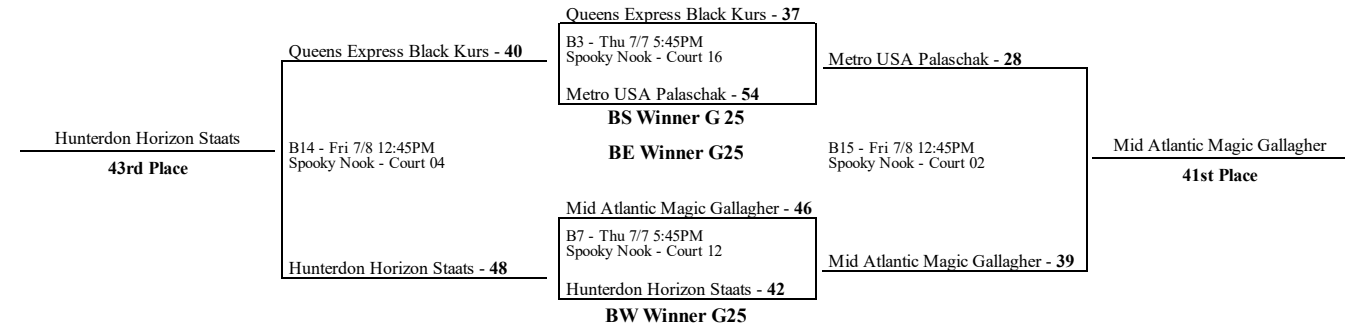 Queens Express Black Kurs - 37
Queens Express Black Kurs - 40
B3 - Thu 7/7 5:45PM
Spooky Nook - Court 16
Metro USA Palaschak - 28
Metro USA Palaschak - 54
BS Winner G 25
Hunterdon Horizon Staats
43rd Place
B14 - Fri 7/8 12:45PM
Spooky Nook - Court 04
BE Winner G25
B15 - Fri 7/8 12:45PM
Spooky Nook - Court 02
Mid Atlantic Magic Gallagher
41st Place
Mid Atlantic Magic Gallagher - 46
B7 - Thu 7/7 5:45PM
Spooky Nook - Court 12
Hunterdon Horizon Staats - 48
Mid Atlantic Magic Gallagher - 39
Hunterdon Horizon Staats - 42
BW Winner G25